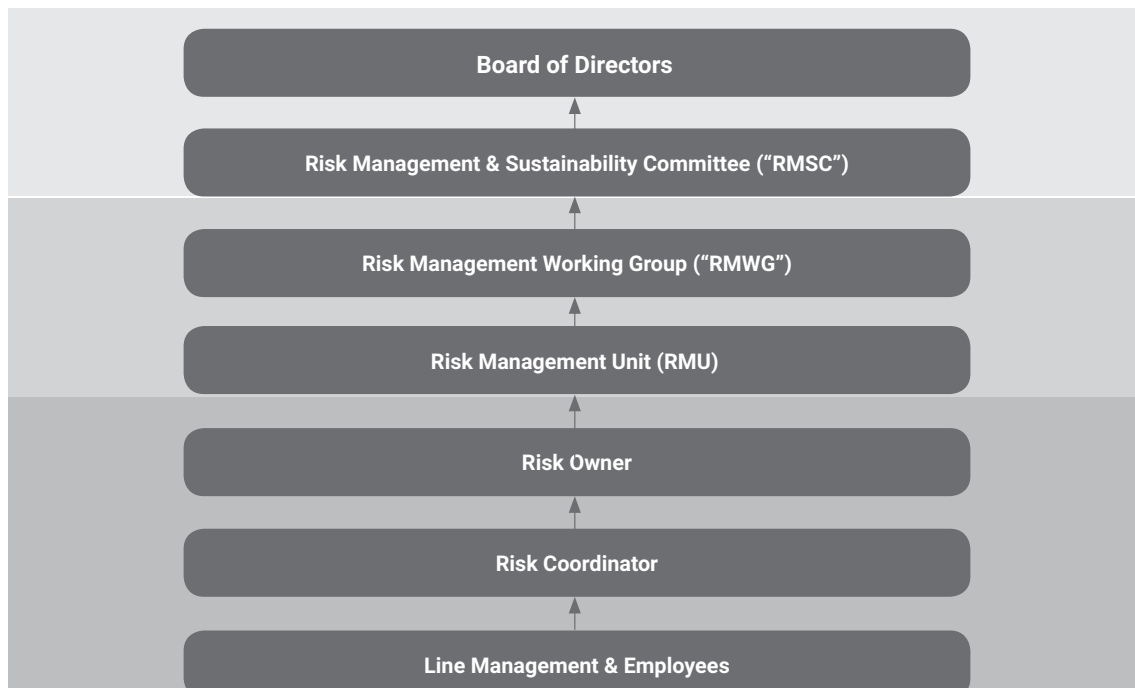 Board of Directors
Risk Management & Sustainability Committee (“RMSC”)
Risk Management Working Group (“RMWG”)
Risk Management Unit (RMU)
Risk Owner
Risk Coordinator
Line Management & Employees